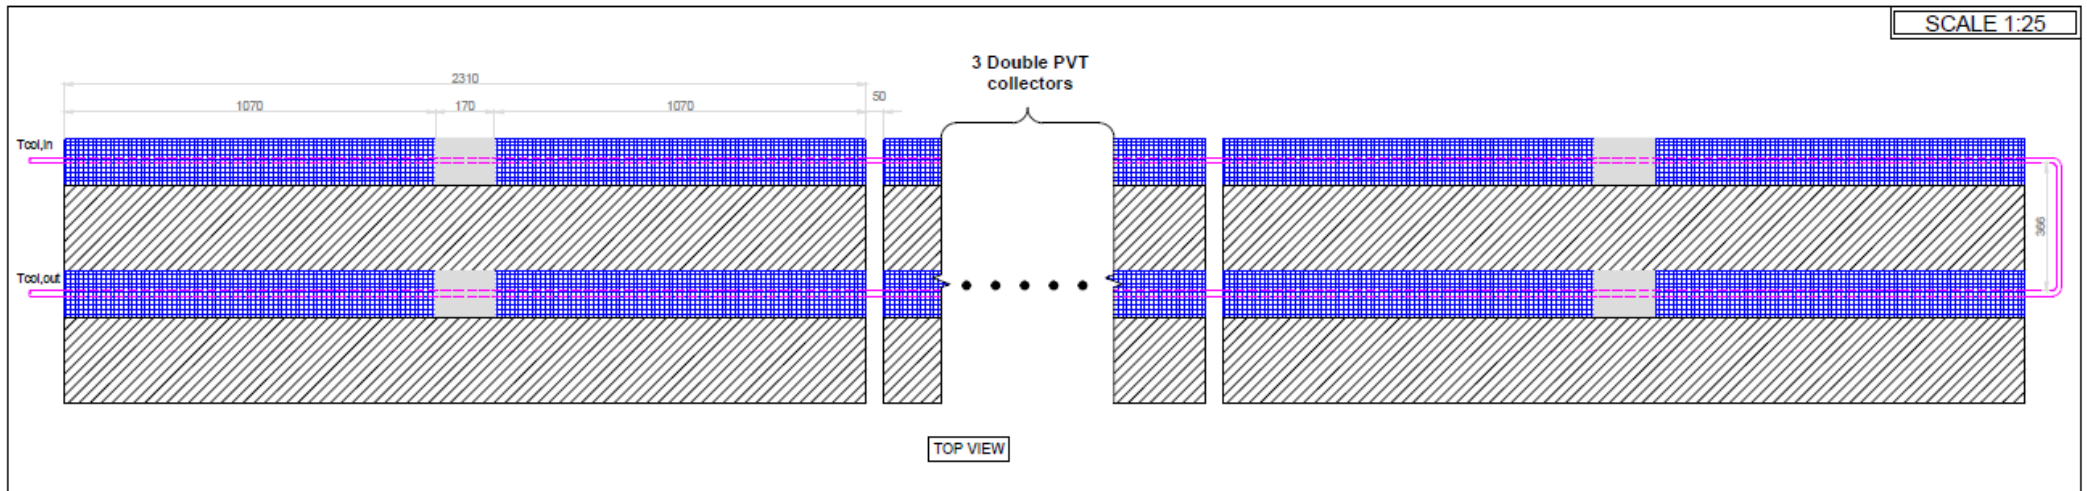 SCALE 1:25
3 Double PVT
collectors
2310
1070
170
1070
50
Tcol,in
366
Tcol,out
TOP VIEW